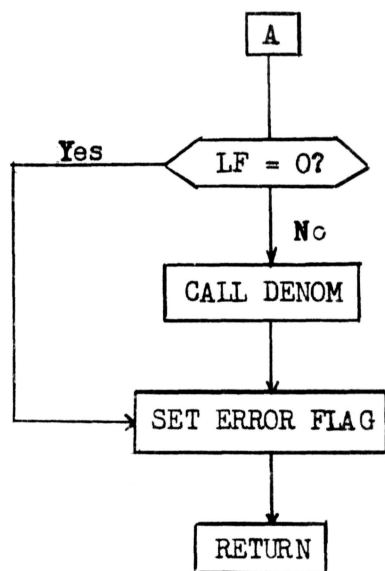 A
Yes
LF = 0?
No
CALL DENOM
SET ERROR FLAG
RETURN